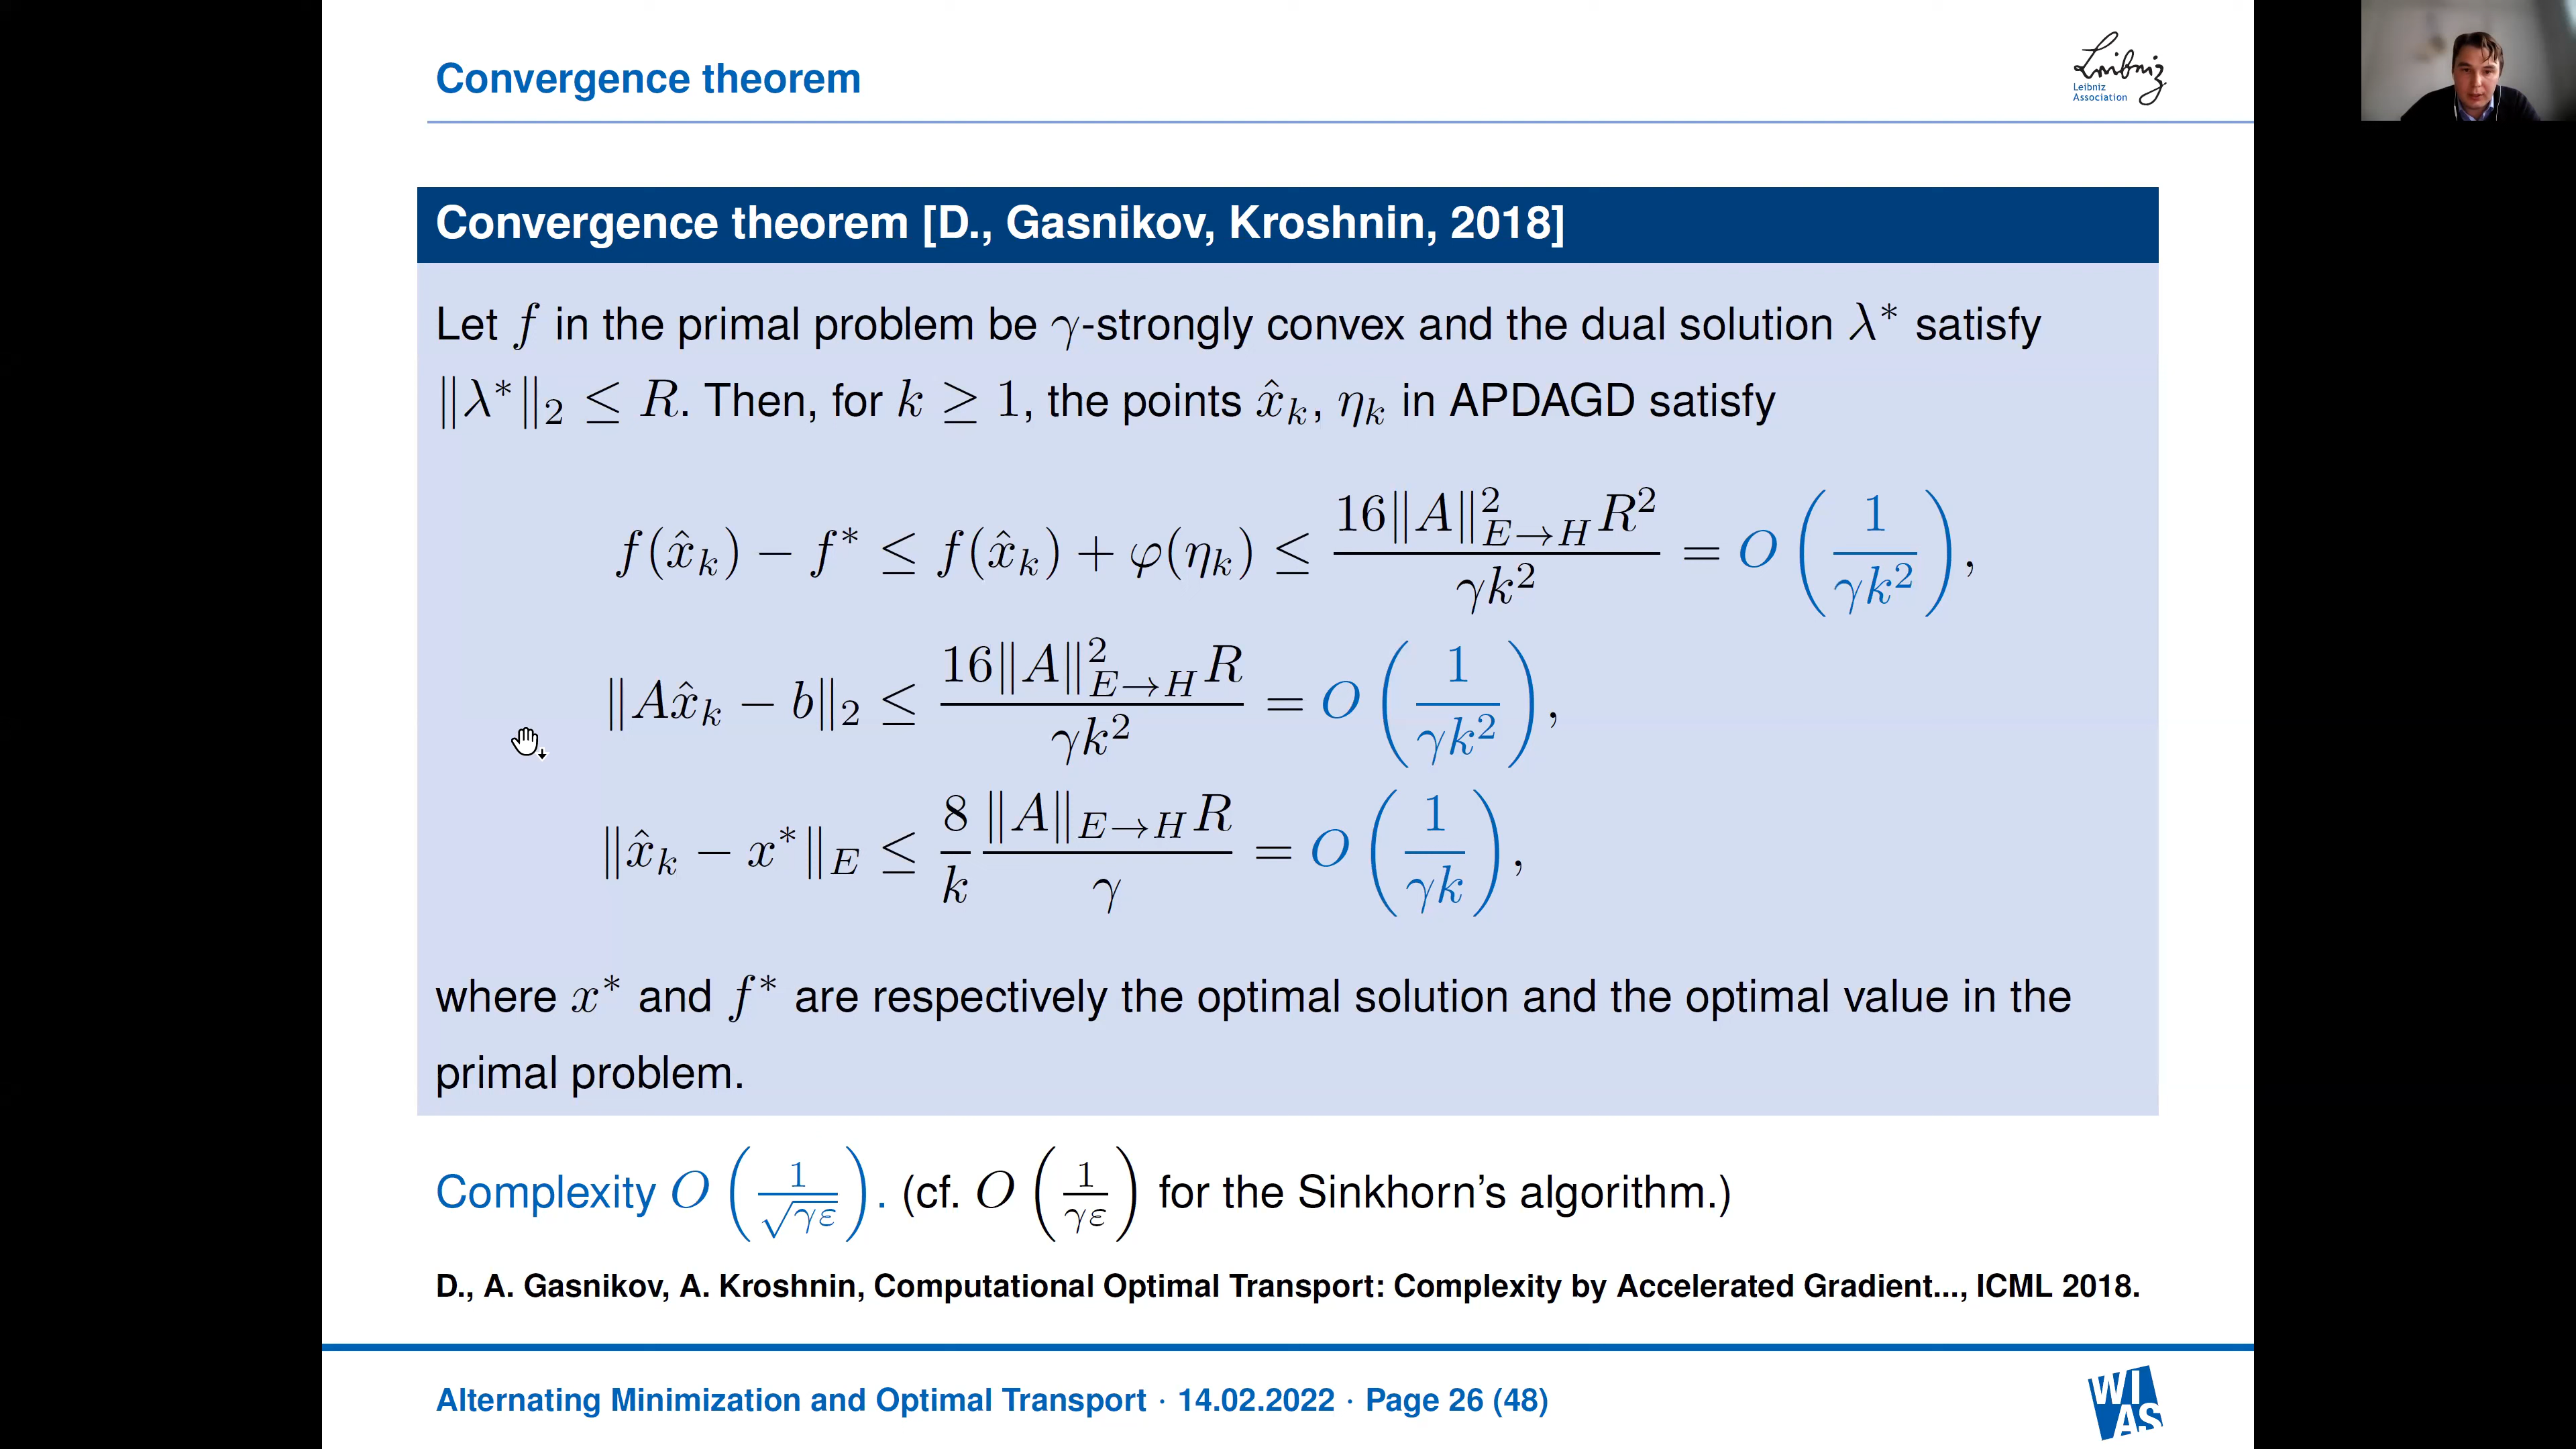 Convergence theorem
Leibniz
Leibniz
Association
Convergence theorem [D., Gasnikov, Kroshnin, 2018]
Let f in the primal problem be γ-strongly convex and the dual solution λ* satisfy
‖λ*‖₂ ≤ R. Then, for k ≥ 1, the points x̂ₖ, ηₖ in APDAGD satisfy
f(x̂ₖ) − f* ≤ f(x̂ₖ) + φ(ηₖ) ≤ 16‖A‖²_{E→H}R² / γk² = O(1/γk²),
‖Ax̂ₖ − b‖₂ ≤ 16‖A‖²_{E→H}R / γk² = O(1/γk²),
‖x̂ₖ − x*‖_E ≤ 8/k ‖A‖_{E→H}R / γ = O(1/γk),
where x* and f* are respectively the optimal solution and the optimal value in the
primal problem.
Complexity O(1/√γε). (cf. O(1/γε) for the Sinkhorn's algorithm.)
D., A. Gasnikov, A. Kroshnin, Computational Optimal Transport: Complexity by Accelerated Gradient..., ICML 2018.
Alternating Minimization and Optimal Transport · 14.02.2022 · Page 26 (48)
WI
AS